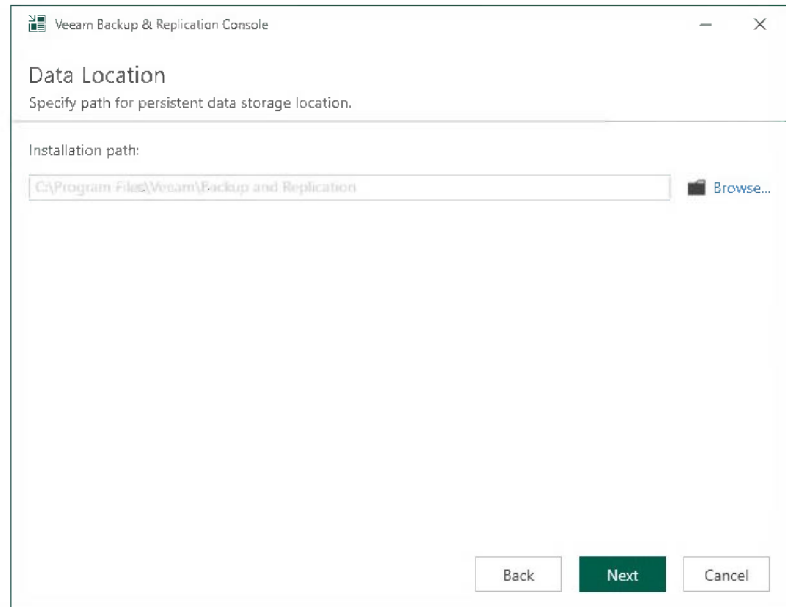 Veeam Backup & Replication Console
Data Location
Specify path for persistent data storage location.
Installation path:
C:\Program Files\Veeam\Backup and Replication
Browse...
Back
Next
Cancel